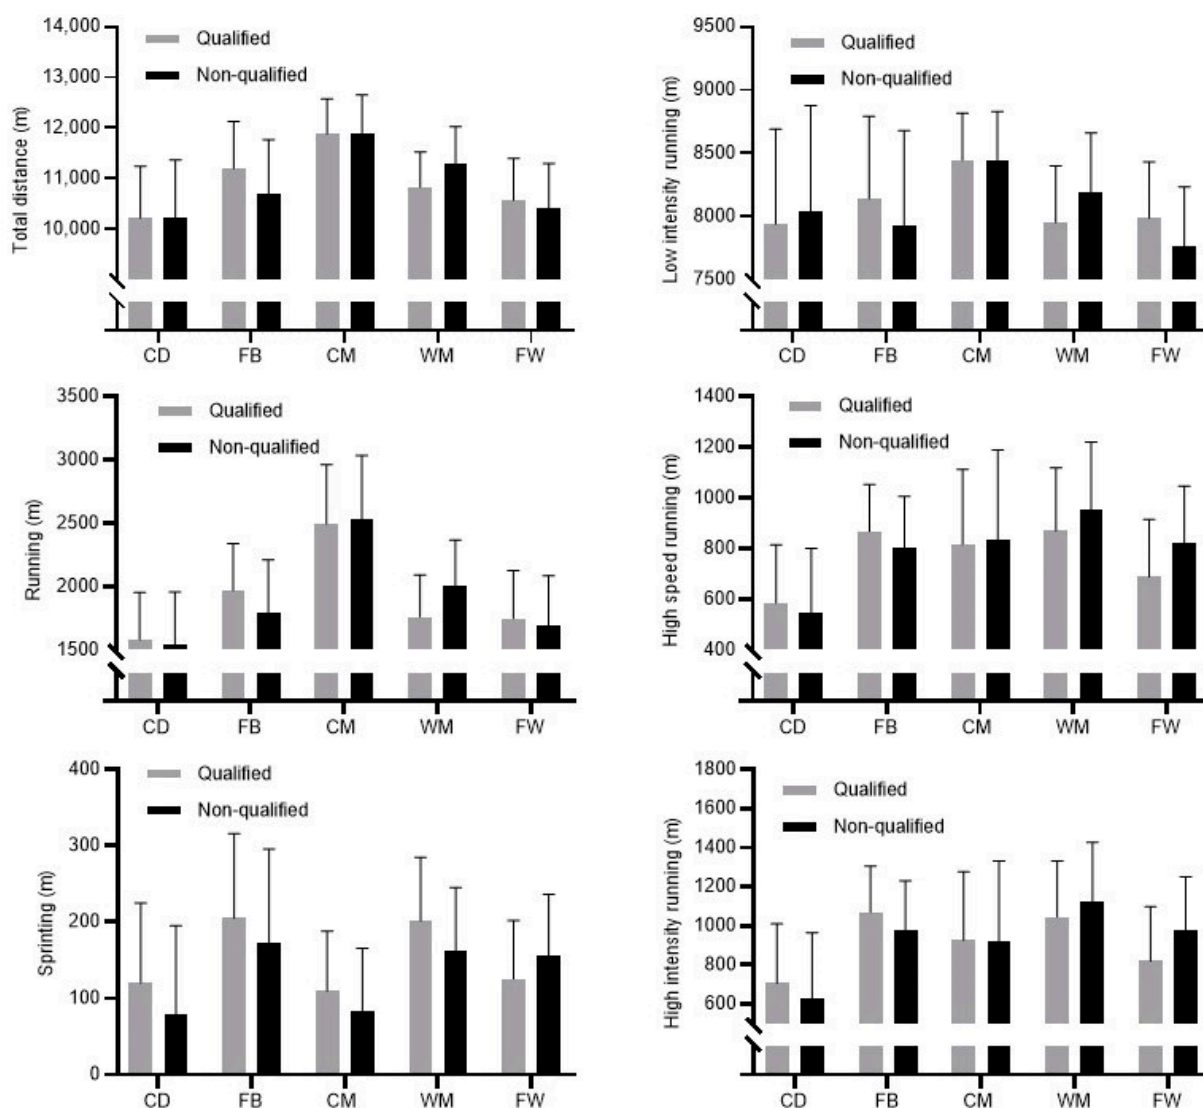 Total distance (m)
14,000
13,000
12,000
11,000
10,000
Qualified
Non-qualified
CD FB CM WM FW
Low intensity running (m)
9500
9000
8500
8000
7500
Qualified
Non-qualified
CD FB CM WM FW
Running (m)
3500
3000
2500
2000
1500
Qualified
Non-qualified
CD FB CM WM FW
High speed running (m)
1400
1200
1000
800
600
400
Qualified
Non-qualified
CD FB CM WM FW
Sprinting (m)
400
300
200
100
0
Qualified
Non-qualified
CD FB CM WM FW
High intensity running (m)
1800
1600
1400
1200
1000
800
600
Qualified
Non-qualified
CD FB CM WM FW